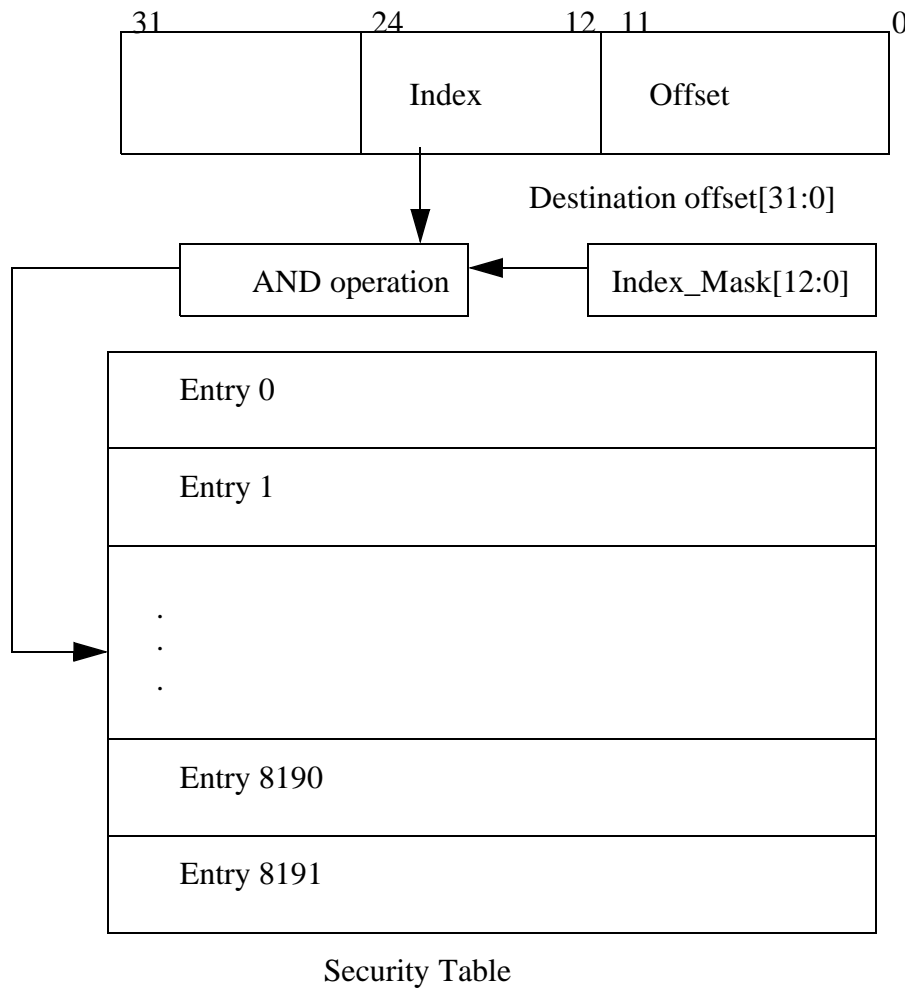 31 24 12 11 0
Index Offset
Destination offset[31:0]
AND operation Index_Mask[12:0]
Entry 0
Entry 1
.
.
.
Entry 8190
Entry 8191
Security Table